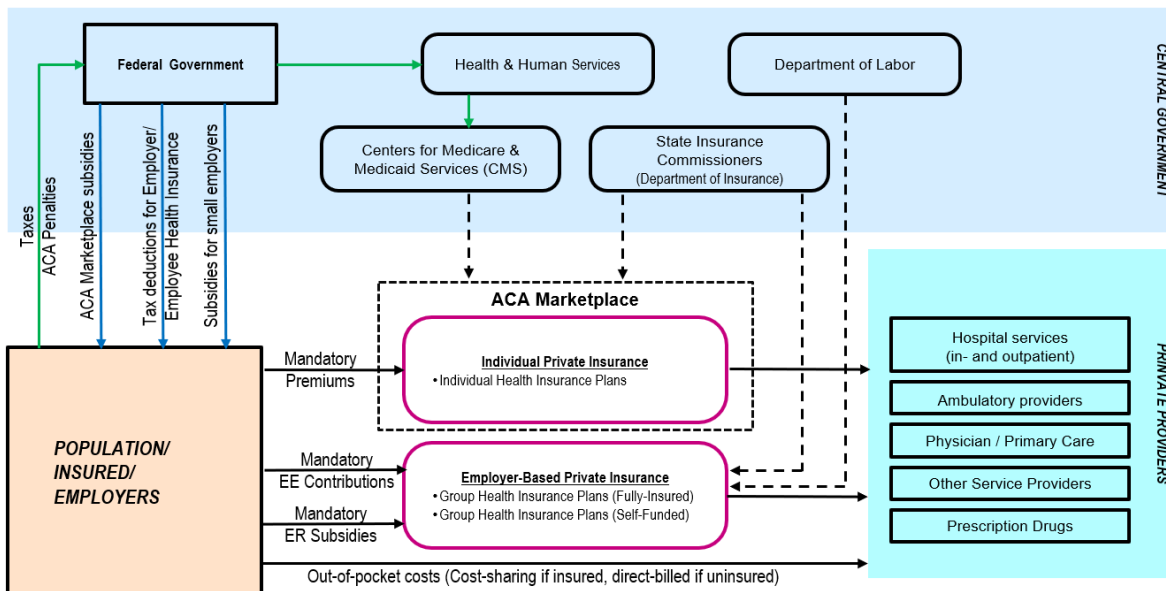 Federal Government
Health & Human Services
Department of Labor
CENTRAL GOVERNMENT
Centers for Medicare &
Medicaid Services (CMS)
State Insurance
Commissioners
(Department of Insurance)
Taxes
ACA Penalties
ACA Marketplace subsidies
Tax deductions for Employer/
Employee Health Insurance
Subsidies for small employers
ACA Marketplace
Mandatory
Premiums
Individual Private Insurance
• Individual Health Insurance Plans
POPULATION/
INSURED/
EMPLOYERS
Mandatory
EE Contributions
Mandatory
ER Subsidies
Employer-Based Private Insurance
• Group Health Insurance Plans (Fully-Insured)
• Group Health Insurance Plans (Self-Funded)
Out-of-pocket costs (Cost-sharing if insured, direct-billed if uninsured)
Hospital services
(in- and outpatient)
Ambulatory providers
Physician / Primary Care
Other Service Providers
Prescription Drugs
PRIVATE PROVIDERS